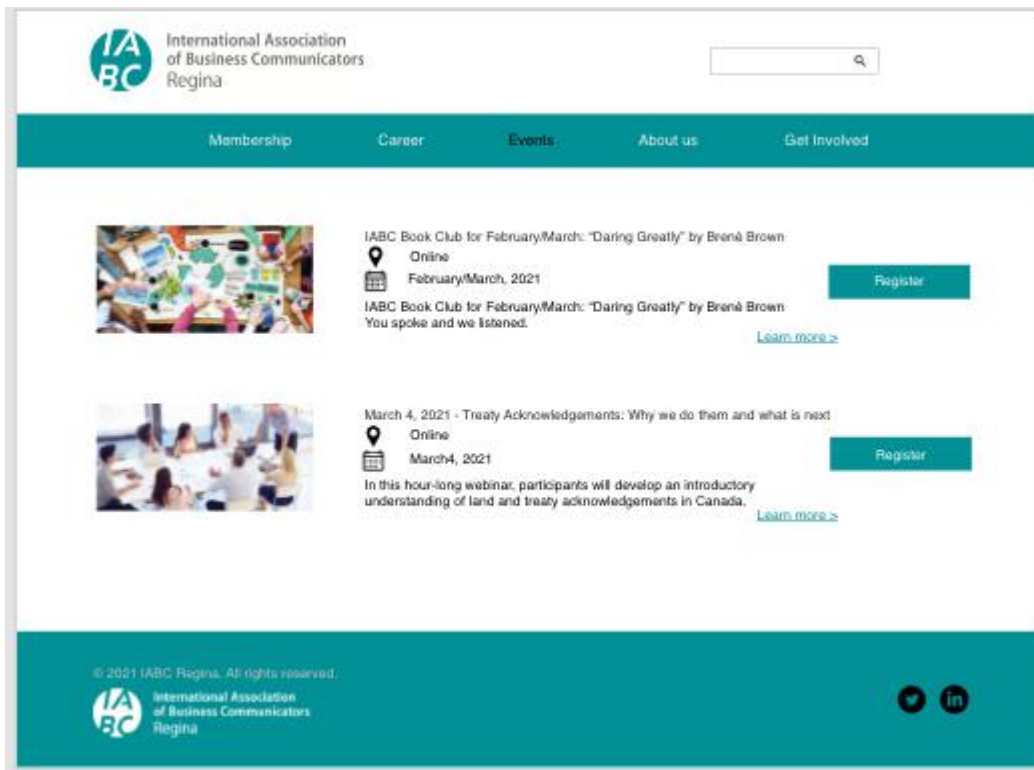 IABC
International Association
of Business Communicators
Regina
Membership Career Events About us Get Involved
IABC Book Club for February/March: “Daring Greatly” by Brenè Brown
Online
February/March, 2021
Register
IABC Book Club for February/March: “Daring Greatly” by Brenè Brown
You spoke and we listened.
Learn more >
March 4, 2021 - Treaty Acknowledgements: Why we do them and what is next
Online
March4, 2021
Register
In this hour-long webinar, participants will develop an introductory
understanding of land and treaty acknowledgements in Canada.
Learn more >
© 2021 IABC Regina. All rights reserved.
IABC
International Association
of Business Communicators
Regina
in